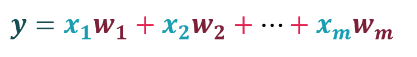 y = x₁w₁ + x₂w₂ + ⋯ + xₘwₘ